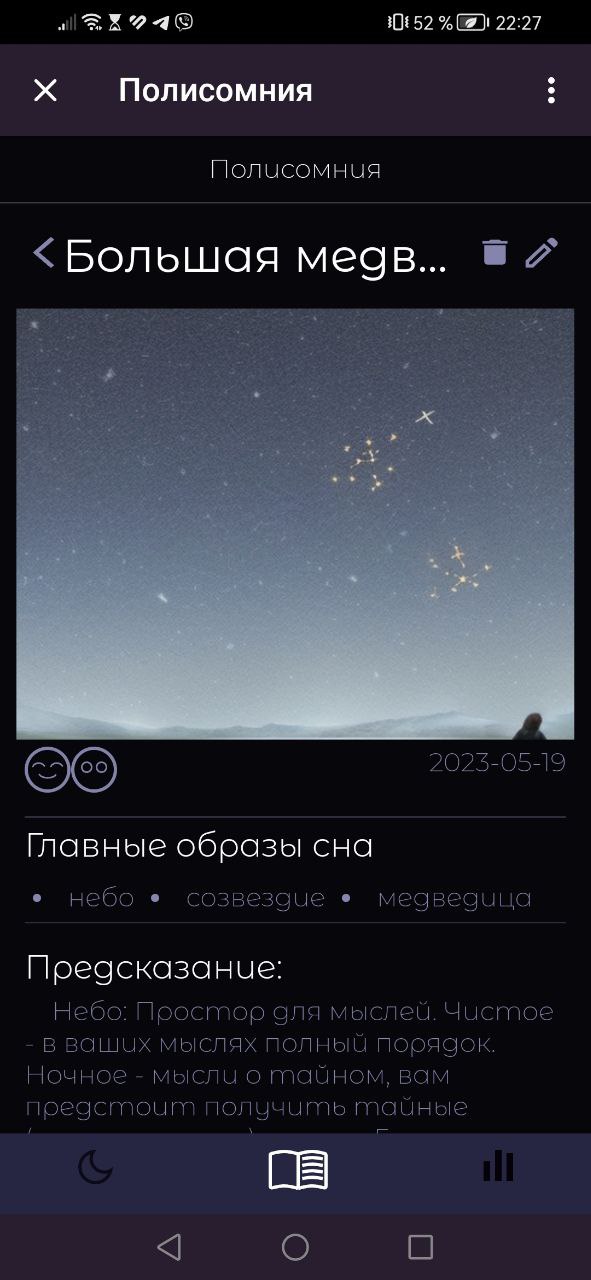 52 % 22:27
Полисомния
Полисомния
Большая медв...
2023-05-19
Главные образы сна
• небо • созвездие • медведица
Предсказание:
Небо: Простор для мыслей. Чистое
- в ваших мыслях полный порядок.
Ночное - мысли о тайном, вам
предстоит получить тайные